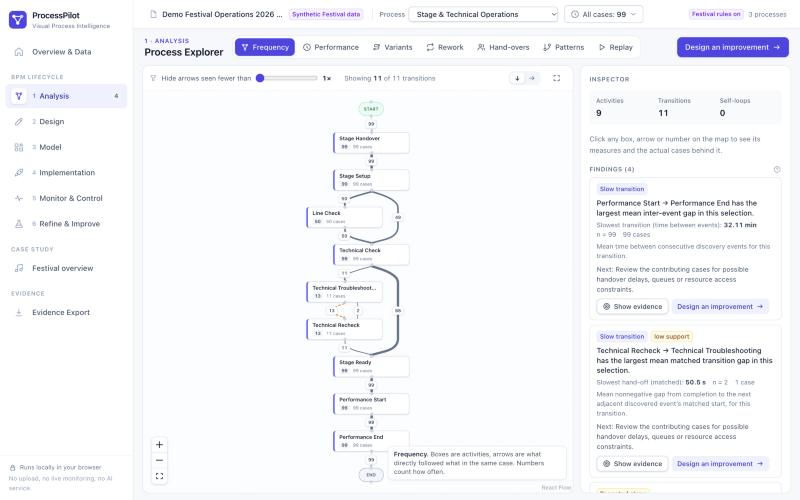 ProcessPilot
Visual Process Intelligence
Overview & Data
BPM LIFECYCLE
1 Analysis 4
2 Design
3 Model
4 Implementation
5 Monitor & Control
6 Refine & Improve
CASE STUDY
Festival overview
EVIDENCE
Evidence Export
Runs locally in your browser
No upload, no live monitoring, no AI
service.
Demo Festival Operations 2026 ... Synthetic Festival data Process Stage & Technical Operations All cases: 99 Festival rules on 3 processes
1 · ANALYSIS
Process Explorer
Frequency Performance Variants Rework Hand-overs Patterns Replay
Design an improvement →
Hide arrows seen fewer than 1× Showing 11 of 11 transitions
START
99
Stage Handover
99 99 cases
99
Stage Setup
99 99 cases
50
Line Check
50 50 cases
49
50
Technical Check
99 99 cases
11
Technical Troubleshoot...
13 11 cases
13 2 88
Technical Recheck
13 11 cases
11
Stage Ready
99 99 cases
99
Performance Start
99 99 cases
99
Performance End
99 99 cases
99
END
Frequency. Boxes are activities, arrows are what
directly followed what in the same case. Numbers
count how often.
React Flow
INSPECTOR
Activities Transitions Self-loops
9 11 0
Click any box, arrow or number on the map to see its
measures and the actual cases behind it.
FINDINGS (4)
Slow transition
Performance Start → Performance End has the
largest mean inter-event gap in this selection.
Slowest transition (time between events): 32.11 min
n = 99 99 cases
Mean time between consecutive discovery events for this
transition.
Next: Review the contributing cases for possible
handover delays, queues or resource access
constraints.
Show evidence Design an improvement →
Slow transition low support
Technical Recheck → Technical Troubleshooting
has the largest mean matched transition gap in this
selection.
Slowest hand-off (matched): 50.5 s n = 2 1 case
Mean nonnegative gap from completion to the next
adjacent discovered event's matched start, for this
transition.
Next: Review the contributing cases for possible
handover delays, queues or resource access
constraints.
Show evidence Design an improvement →